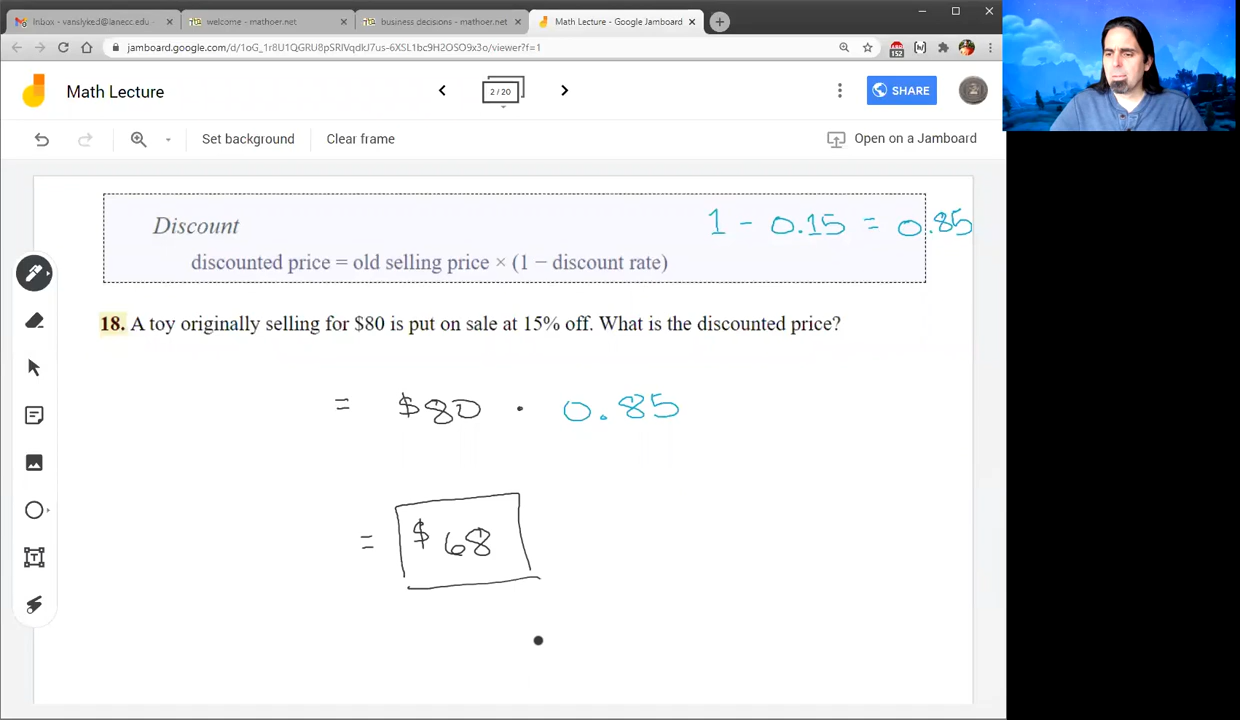 Inbox - vanslyked@lanecc.edu -
welcome - mathoer.net
business decisions - mathoer.net
Math Lecture - Google Jamboard
jamboard.google.com/d/1oG_1r8U1QGRU8pSRlVqdkJ7us-6XSL1bc9H2OSO9x3o/viewer?f=1
152
Math Lecture
2 / 20
SHARE
Set background
Clear frame
Open on a Jamboard
Discount
1 - 0.15 = 0.85
discounted price = old selling price × (1 − discount rate)
18. A toy originally selling for $80 is put on sale at 15% off. What is the discounted price?
= $80 · 0.85
= $68